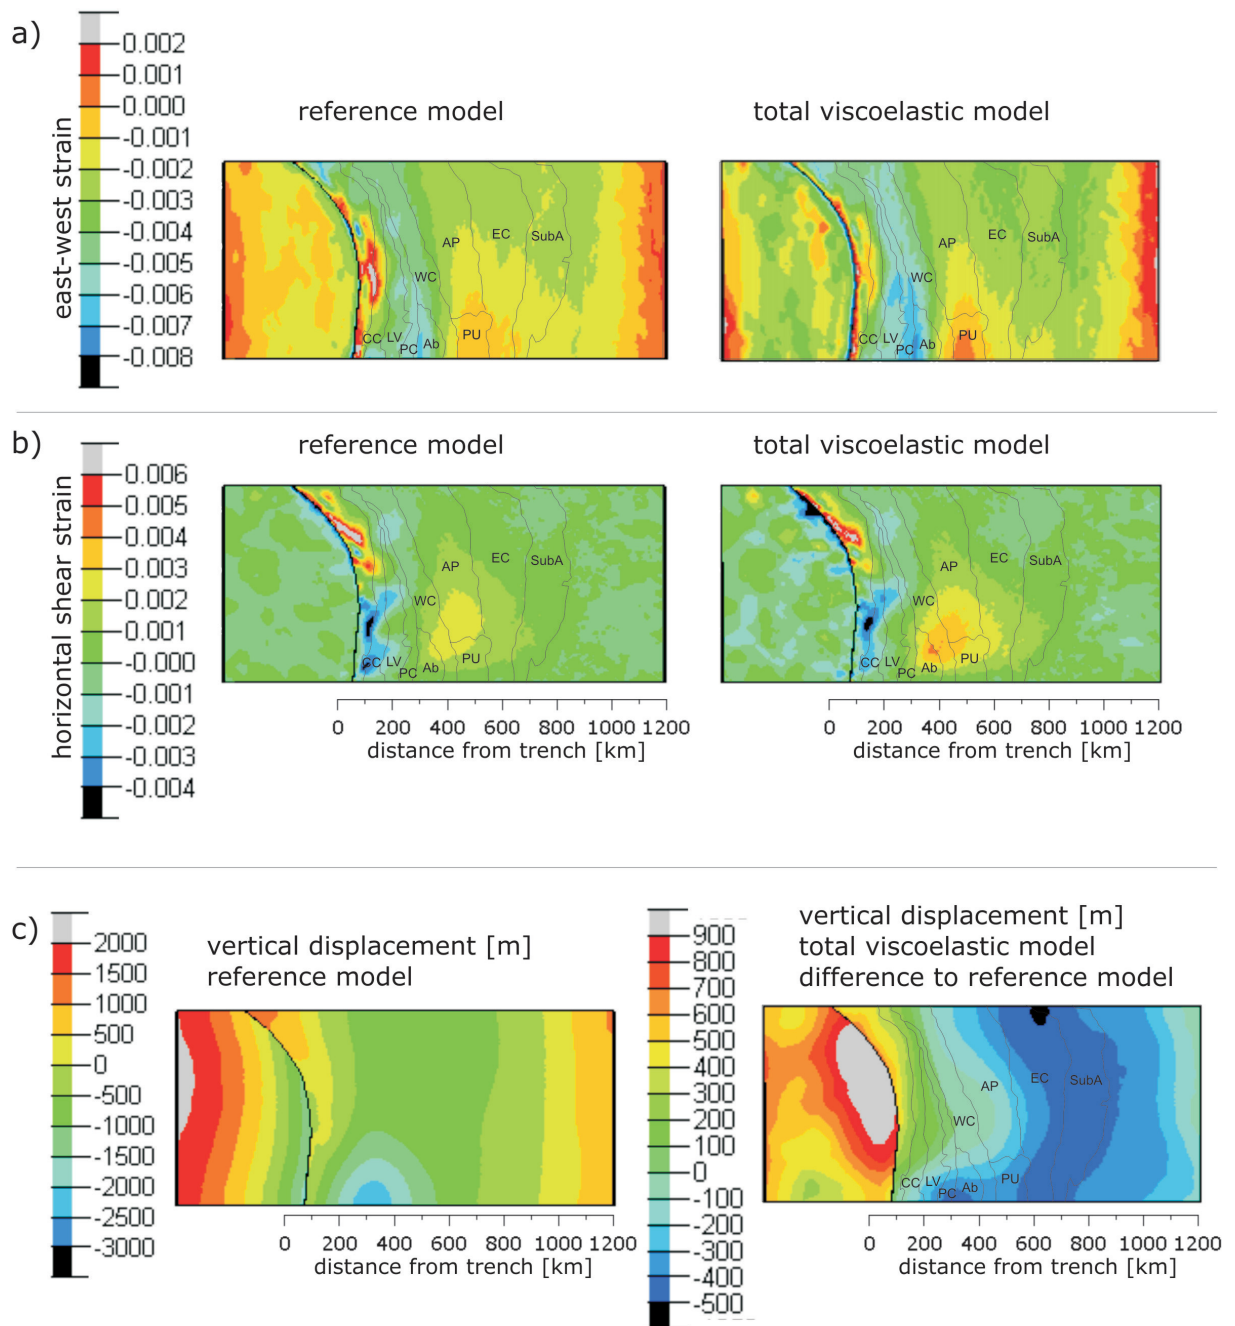 a)
0.002
0.001
0.000
-0.001
-0.002
-0.003
-0.004
-0.005
-0.006
-0.007
-0.008
east-west strain
reference model
AP EC SubA
WC
CC LV PC Ab PU
total viscoelastic model
AP EC SubA
WC
CC LV PC Ab PU
b)
0.006
0.005
0.004
0.003
0.002
0.001
-0.000
-0.001
-0.002
-0.003
-0.004
horizontal shear strain
reference model
AP EC SubA
WC
CC LV PC Ab PU
0 200 400 600 800 1000 1200
distance from trench [km]
total viscoelastic model
AP EC SubA
WC
CC LV PC Ab PU
0 200 400 600 800 1000 1200
distance from trench [km]
c)
2000
1500
1000
500
0
-500
-1000
-1500
-2000
-2500
-3000
vertical displacement [m]
reference model
0 200 400 600 800 1000 1200
distance from trench [km]
900
800
700
600
500
400
300
200
100
0
-100
-200
-300
-400
-500
vertical displacement [m]
total viscoelastic model
difference to reference model
AP EC SubA
WC
CC LV PC Ab PU
0 200 400 600 800 1000 1200
distance from trench [km]